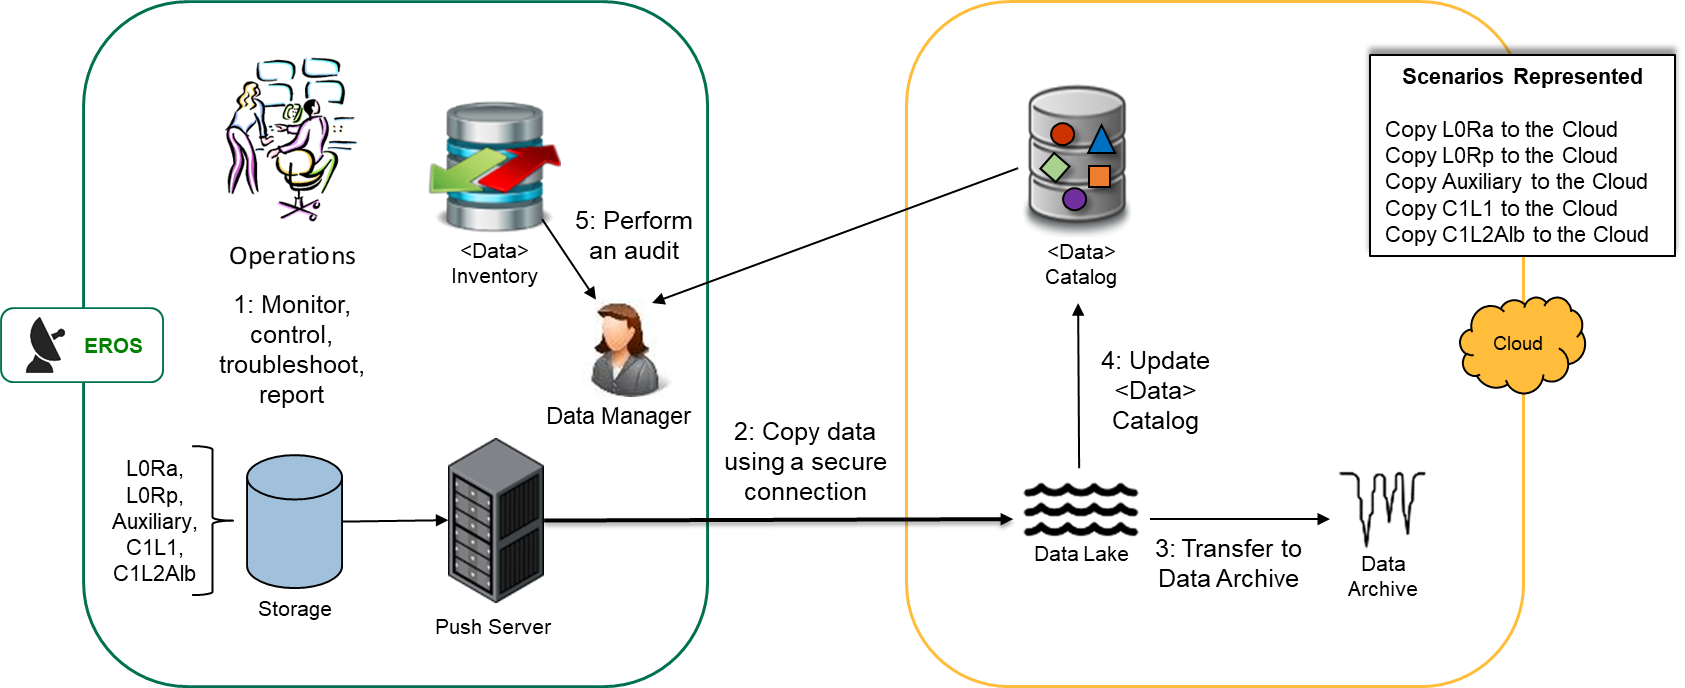 Scenarios Represented
Copy L0Ra to the Cloud
Copy L0Rp to the Cloud
Copy Auxiliary to the Cloud
Copy C1L1 to the Cloud
Copy C1L2Alb to the Cloud
Operations
1: Monitor,
control,
troubleshoot,
report
<Data>
Inventory
5: Perform
an audit
Data Manager
EROS
L0Ra,
L0Rp,
Auxiliary,
C1L1,
C1L2Alb
Storage
Push Server
2: Copy data
using a secure
connection
<Data>
Catalog
4: Update
<Data>
Catalog
Data Lake
3: Transfer to
Data Archive
Data
Archive
Cloud